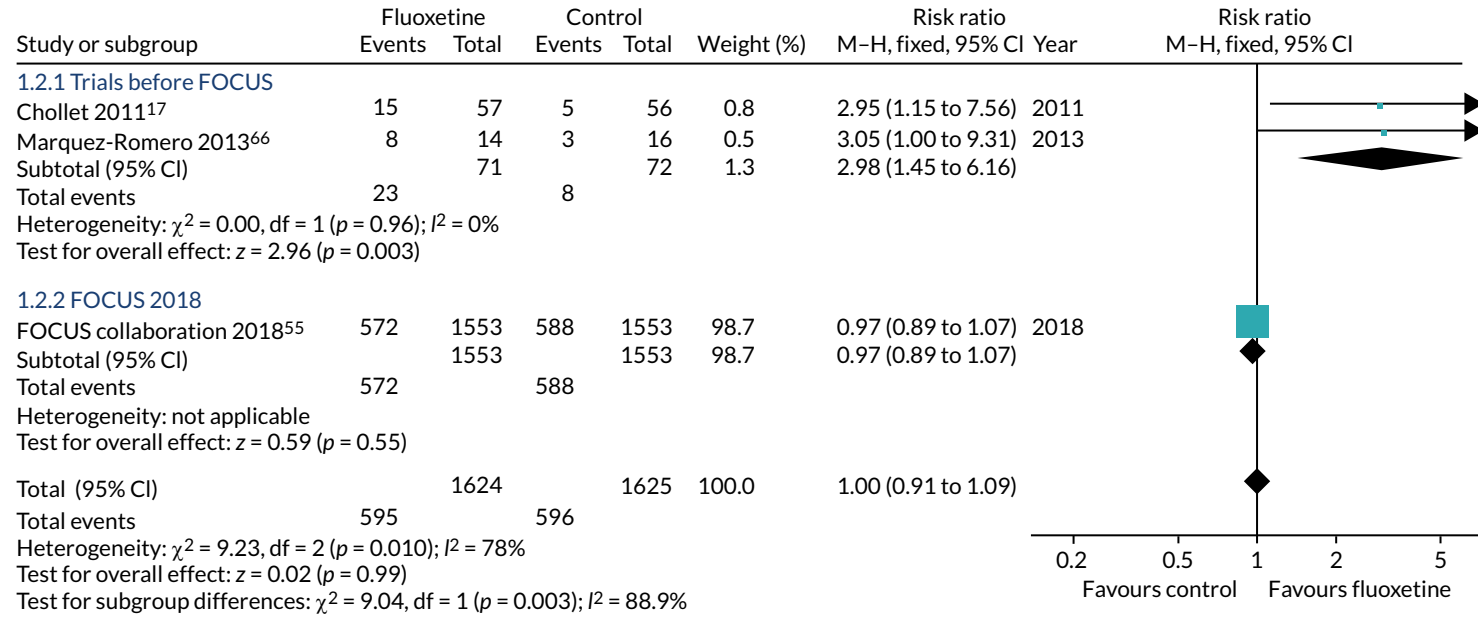 Fluoxetine Control Risk ratio Risk ratio
Study or subgroup Events Total Events Total Weight (%) M–H, fixed, 95% CI Year M–H, fixed, 95% CI
1.2.1 Trials before FOCUS
Chollet 2011¹⁷ 15 57 5 56 0.8 2.95 (1.15 to 7.56) 2011
Marquez-Romero 2013⁶⁶ 8 14 3 16 0.5 3.05 (1.00 to 9.31) 2013
Subtotal (95% CI) 71 72 1.3 2.98 (1.45 to 6.16)
Total events 23 8
Heterogeneity: χ² = 0.00, df = 1 (p = 0.96); I² = 0%
Test for overall effect: z = 2.96 (p = 0.003)
1.2.2 FOCUS 2018
FOCUS collaboration 2018⁵⁵ 572 1553 588 1553 98.7 0.97 (0.89 to 1.07) 2018
Subtotal (95% CI) 1553 1553 98.7 0.97 (0.89 to 1.07)
Total events 572 588
Heterogeneity: not applicable
Test for overall effect: z = 0.59 (p = 0.55)
Total (95% CI) 1624 1625 100.0 1.00 (0.91 to 1.09)
Total events 595 596
Heterogeneity: χ² = 9.23, df = 2 (p = 0.010); I² = 78%
Test for overall effect: z = 0.02 (p = 0.99)
Test for subgroup differences: χ² = 9.04, df = 1 (p = 0.003); I² = 88.9%
0.2 0.5 1 2 5
Favours control Favours fluoxetine